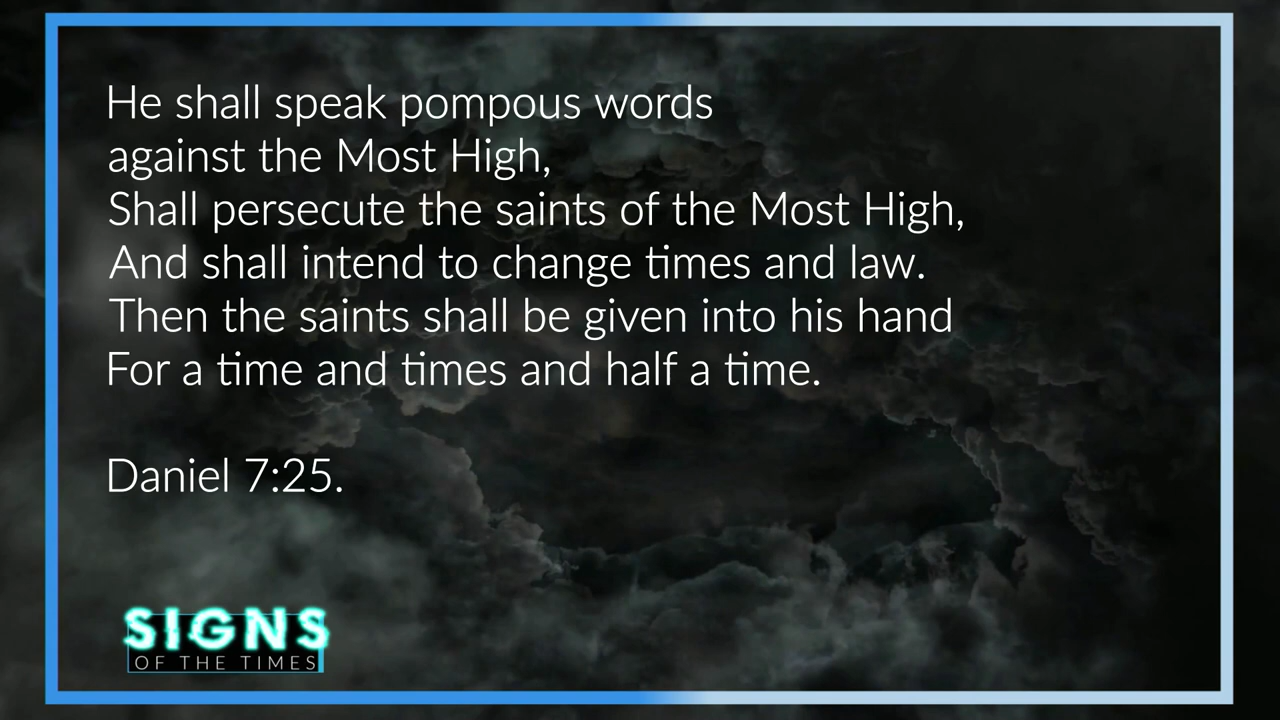 He shall speak pompous words
against the Most High,
Shall persecute the saints of the Most High,
And shall intend to change times and law.
Then the saints shall be given into his hand
For a time and times and half a time.
Daniel 7:25.
SIGNS
OF THE TIMES